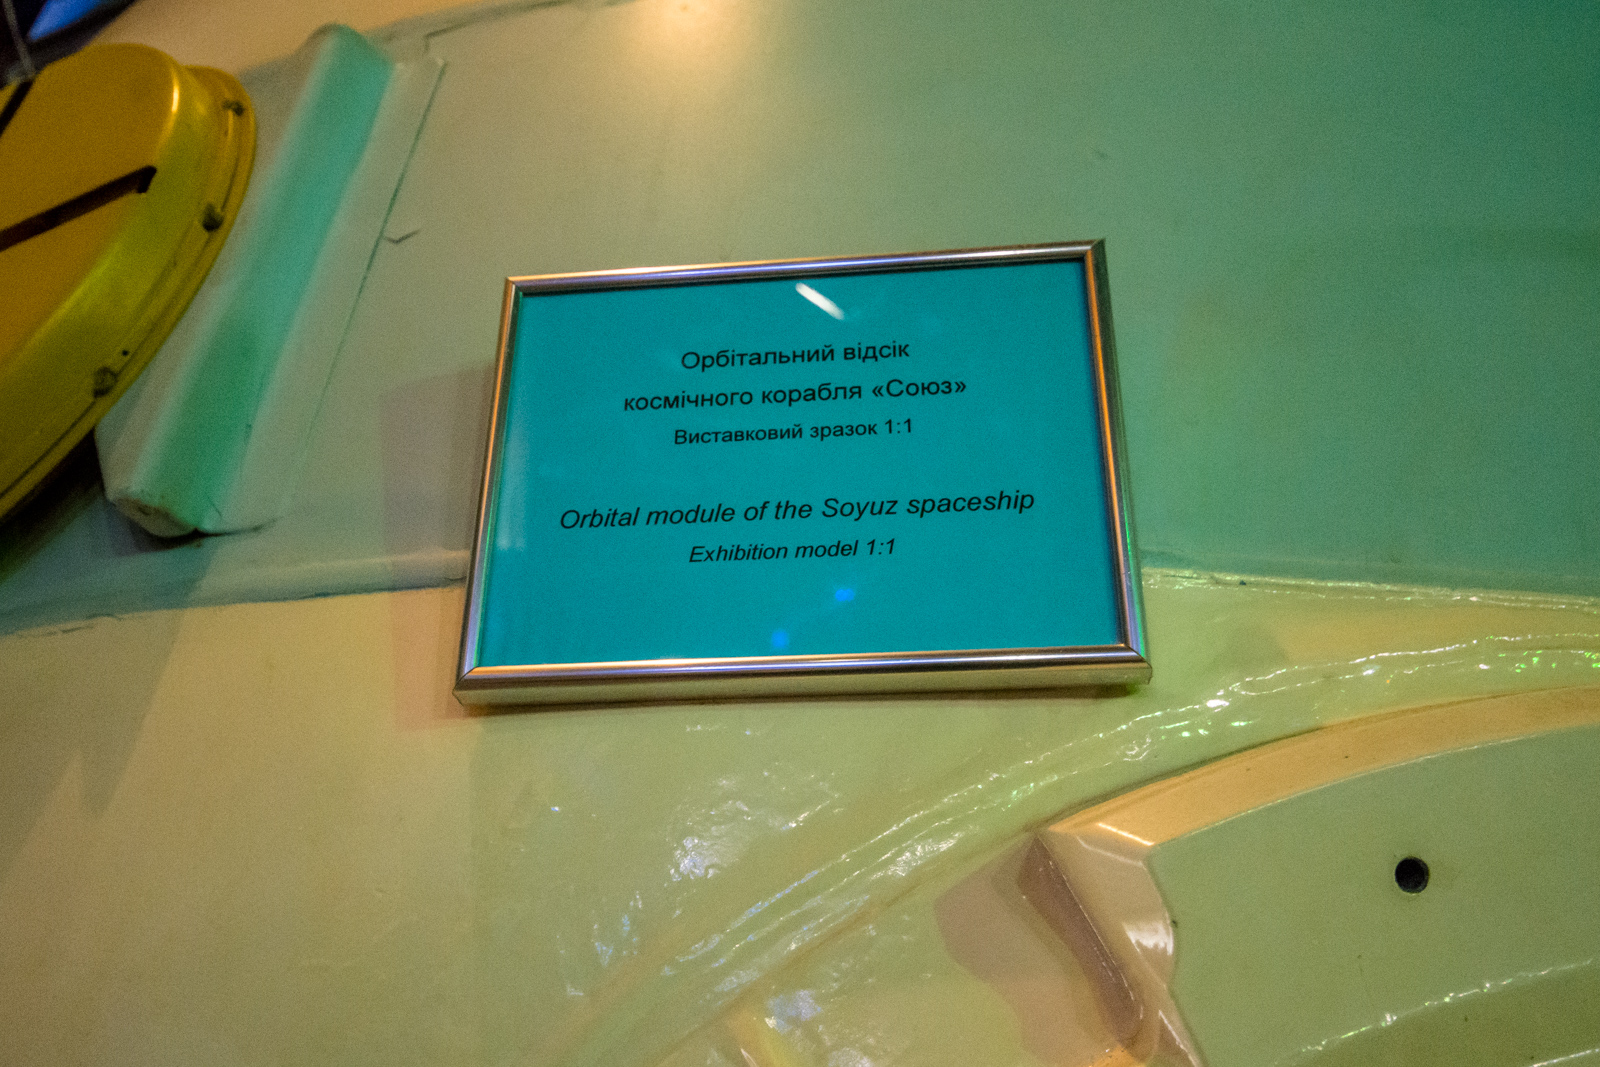 Орбітальний відсік
космічного корабля «Союз»
Виставковий зразок 1:1
Orbital module of the Soyuz spaceship
Exhibition model 1:1